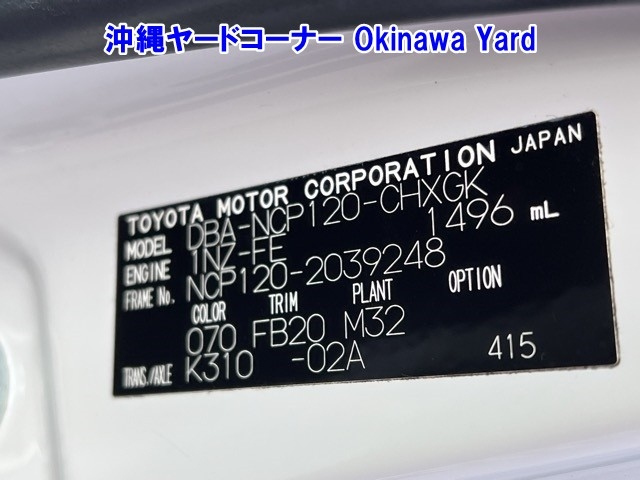 沖縄ヤードコーナー Okinawa Yard
TOYOTA MOTOR CORPORATION JAPAN
MODEL DBA-NCP120-CHXGK
ENGINE 1NZ-FE 1496 mL
FRAME No. NCP120-2039248
COLOR TRIM PLANT OPTION
070 FB20 M32
TRANS./AXLE K310 -02A 415